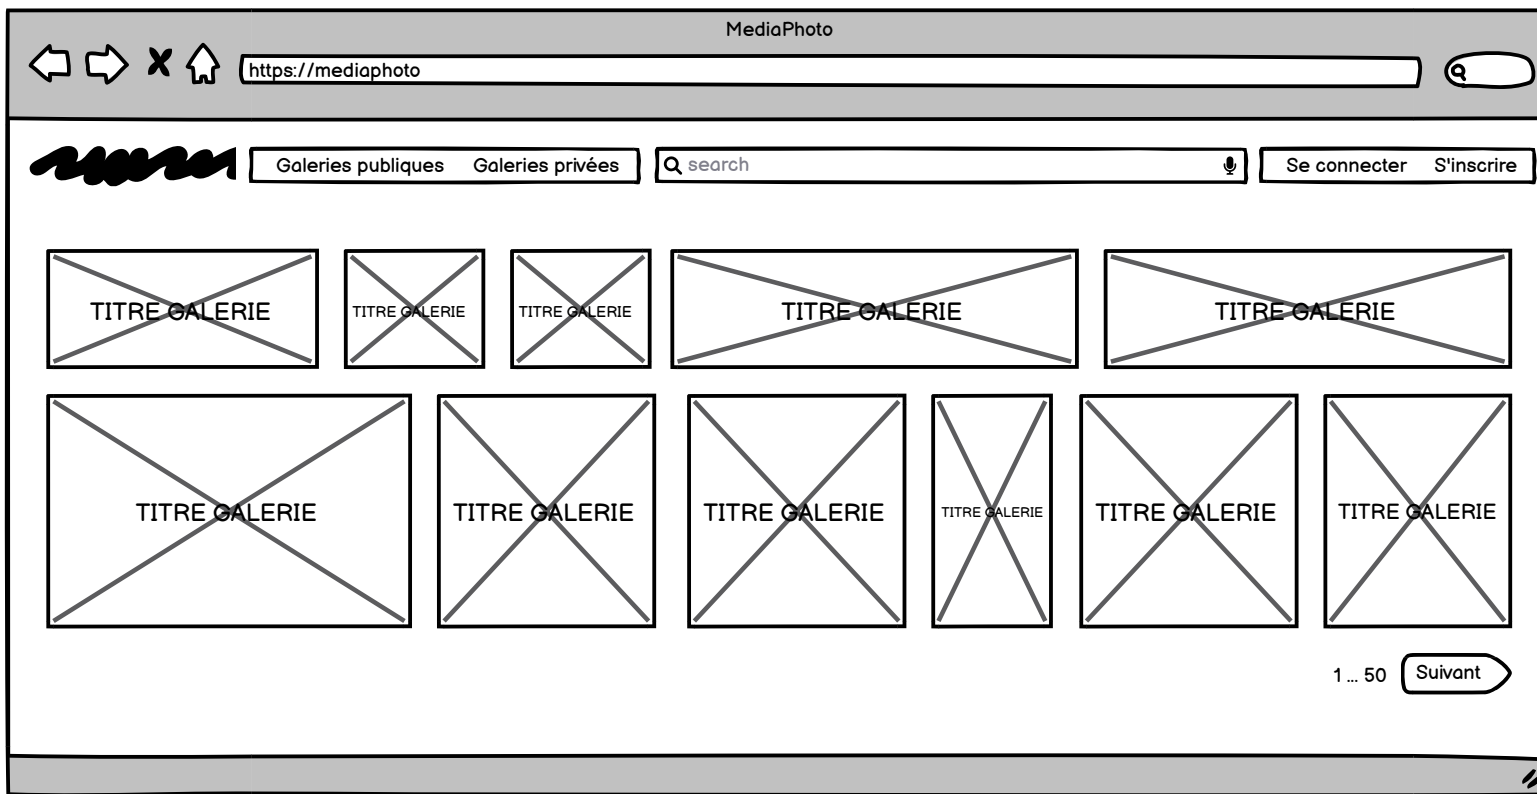 MediaPhoto
https://mediaphoto
Galeries publiques Galeries privées search Se connecter S'inscrire
TITRE GALERIE TITRE GALERIE TITRE GALERIE TITRE GALERIE TITRE GALERIE
TITRE GALERIE TITRE GALERIE TITRE GALERIE TITRE GALERIE TITRE GALERIE TITRE GALERIE
1 ... 50 Suivant